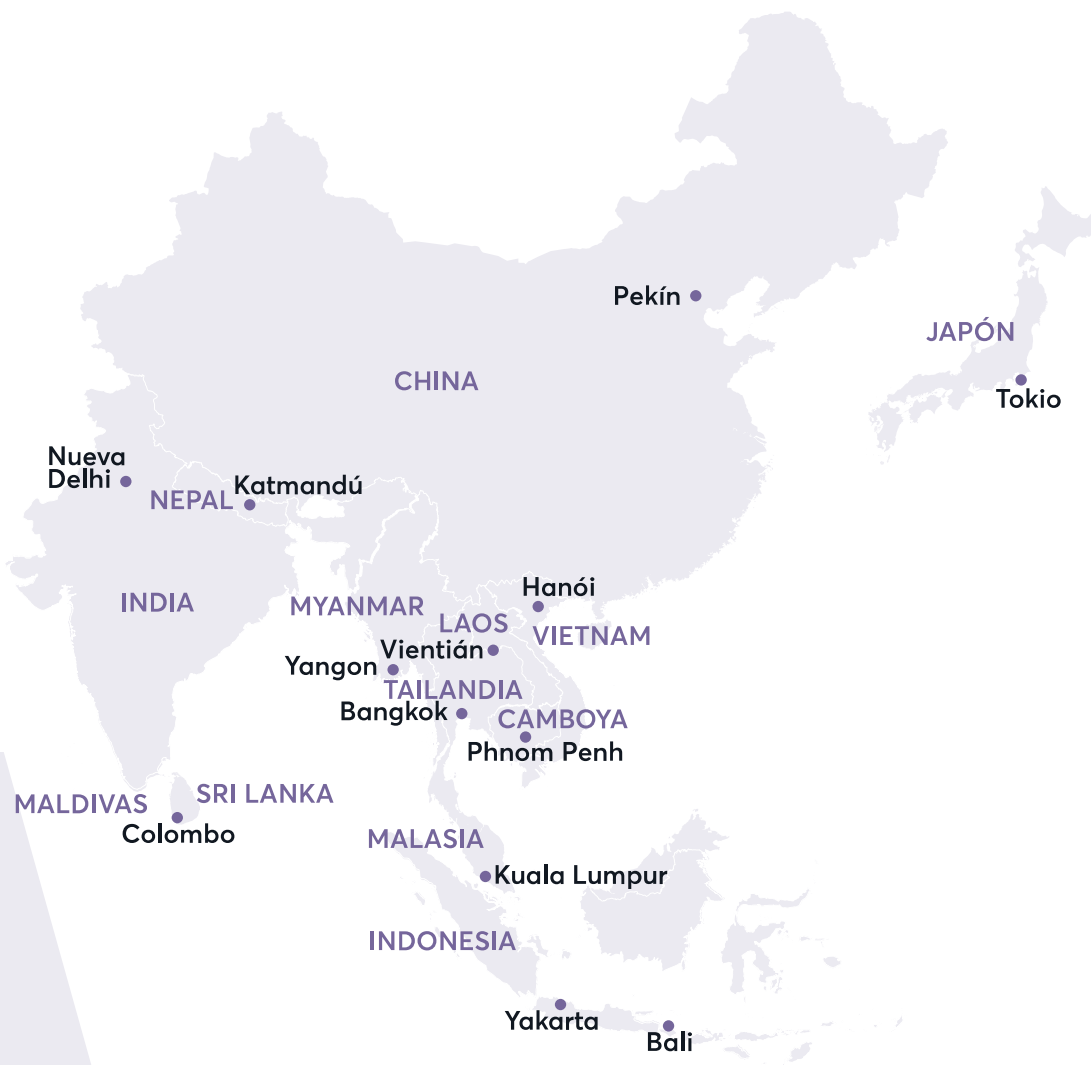 Pekín
JAPÓN
CHINA
Tokio
Nueva
Delhi
Katmandú
NEPAL
Hanói
INDIA
MYANMAR
LAOS
VIETNAM
Vientián
Yangon
TAILANDIA
Bangkok
CAMBOYA
Phnom Penh
SRI LANKA
MALDIVAS
Colombo
MALASIA
Kuala Lumpur
INDONESIA
Yakarta
Bali